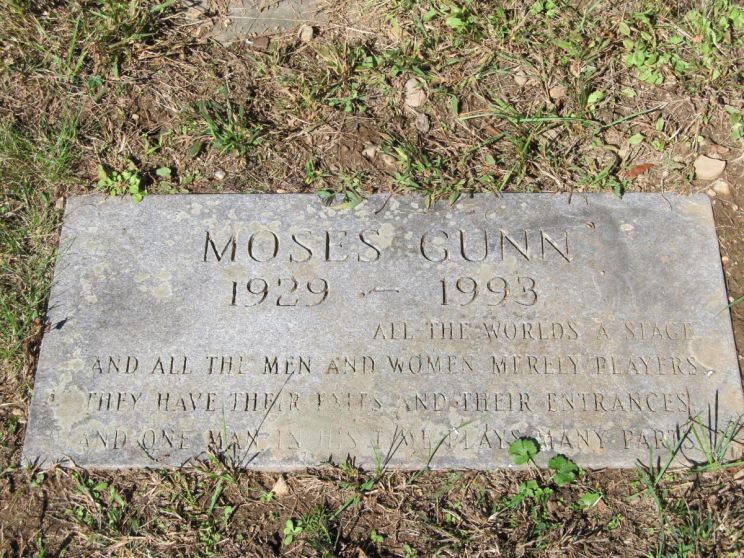 MOSES GUNN
1929 – 1993
ALL THE WORLDS A STAGE
AND ALL THE MEN AND WOMEN MERELY PLAYERS
THEY HAVE THEIR EXITS AND THEIR ENTRANCES
AND ONE MAN IN HIS TIME PLAYS MANY PARTS